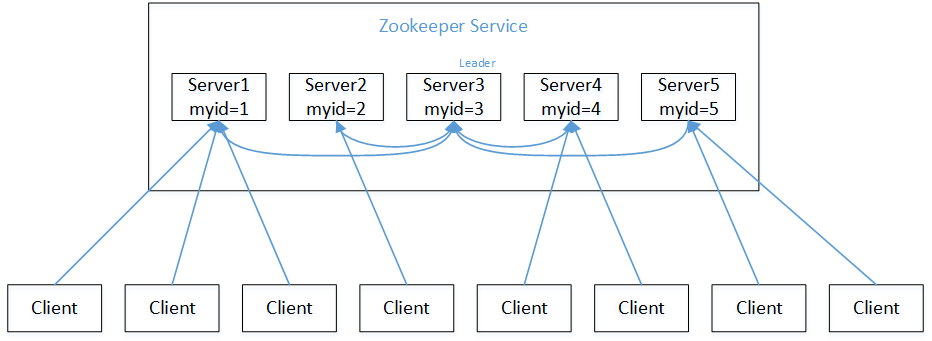 Zookeeper Service
Leader
Server1
myid=1
Server2
myid=2
Server3
myid=3
Server4
myid=4
Server5
myid=5
Client
Client
Client
Client
Client
Client
Client
Client